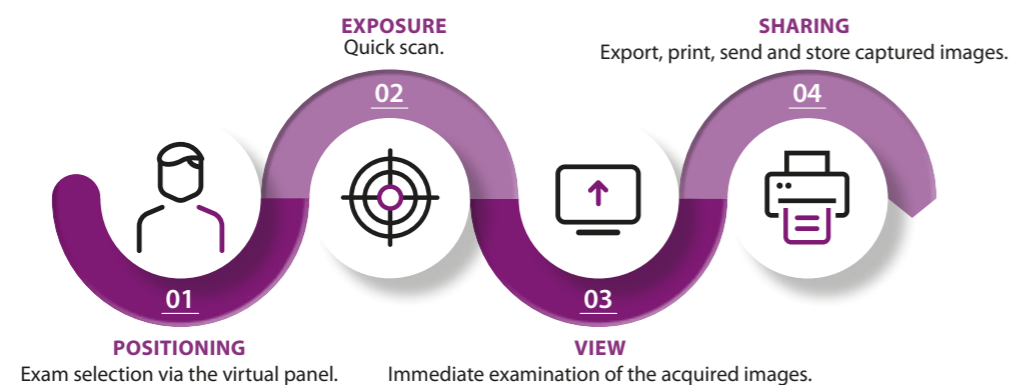 01
POSITIONING
Exam selection via the virtual panel.
EXPOSURE
Quick scan.
02
03
VIEW
Immediate examination of the acquired images.
SHARING
Export, print, send and store captured images.
04